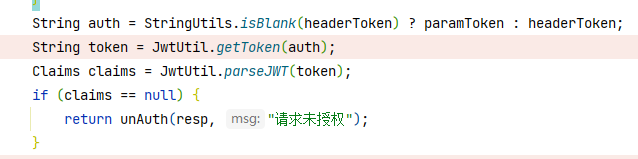 }
String auth = StringUtils.isBlank(headerToken) ? paramToken : headerToken;
String token = JwtUtil.getToken(auth);
Claims claims = JwtUtil.parseJWT(token);
if (claims == null) {
return unAuth(resp, msg: "请求未授权");
}